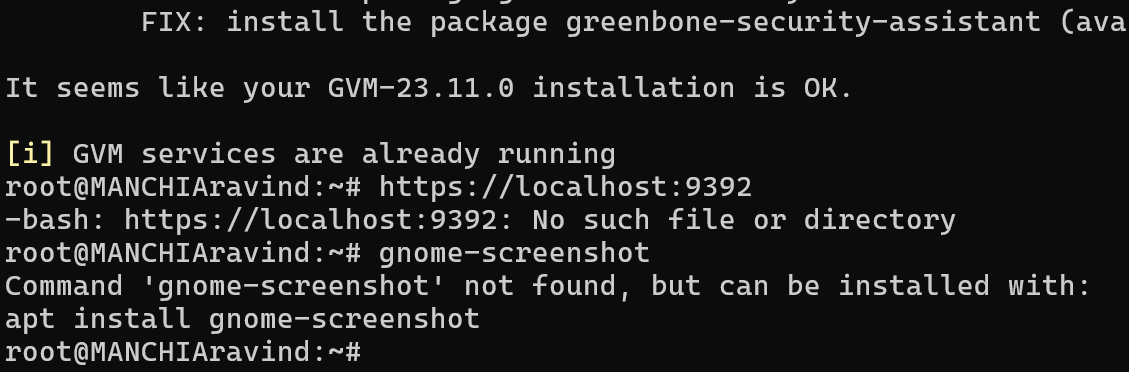 FIX: install the package greenbone-security-assistant (ava
It seems like your GVM-23.11.0 installation is OK.
[i] GVM services are already running
root@MANCHIAravind:~# https://localhost:9392
-bash: https://localhost:9392: No such file or directory
root@MANCHIAravind:~# gnome-screenshot
Command 'gnome-screenshot' not found, but can be installed with:
apt install gnome-screenshot
root@MANCHIAravind:~#